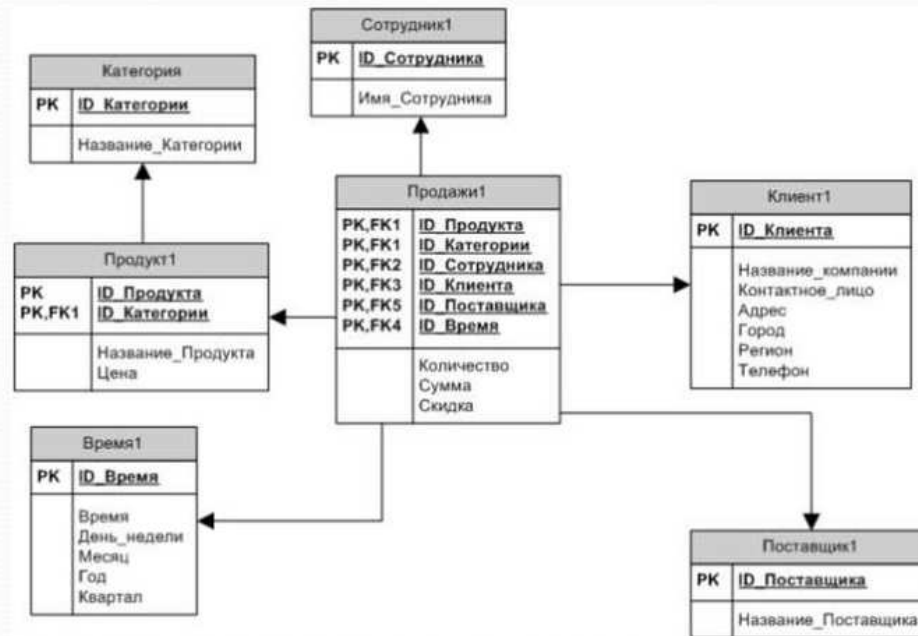 Сотрудник1
PK ID_Сотрудника
Имя_Сотрудника
Категория
PK ID_Категории
Название_Категории
Продажи1
PK,FK1 ID_Продукта
PK,FK1 ID_Категории
PK,FK2 ID_Сотрудника
PK,FK3 ID_Клиента
PK,FK5 ID_Поставщика
PK,FK4 ID_Время
Количество
Сумма
Скидка
Клиент1
PK ID_Клиента
Название_компании
Контактное_лицо
Адрес
Город
Регион
Телефон
Продукт1
PK ID_Продукта
PK,FK1 ID_Категории
Название_Продукта
Цена
Время1
PK ID_Время
Время
День_недели
Месяц
Год
Квартал
Поставщик1
PK ID_Поставщика
Название_Поставщика